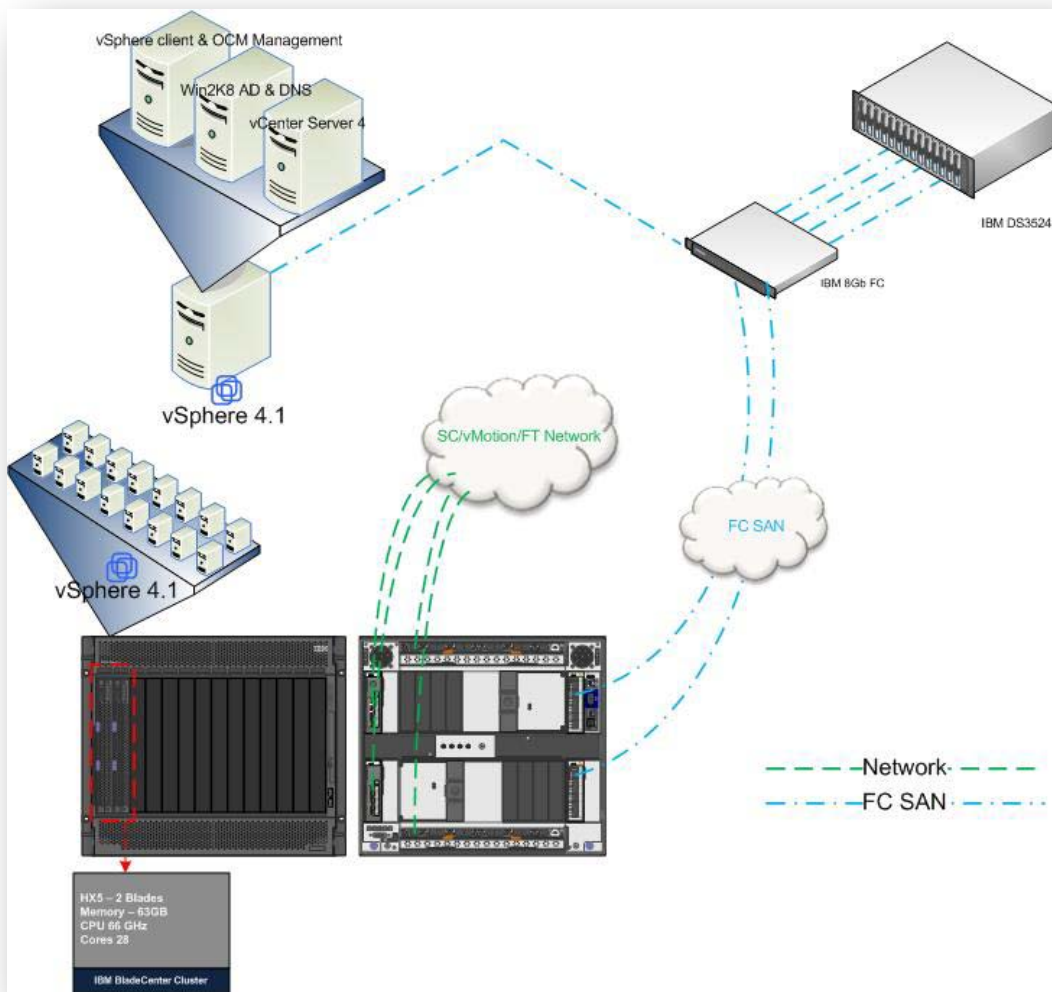 vSphere client & OCM Management
Win2K8 AD & DNS
vCenter Server 4
IBM DS3524
IBM 8Gb FC
vSphere 4.1
SC/vMotion/FT Network
FC SAN
vSphere 4.1
IBM
Network
FC SAN
HX5 – 2 Blades
Memory – 63GB
CPU 66 GHz
Cores 28
IBM BladeCenter Cluster